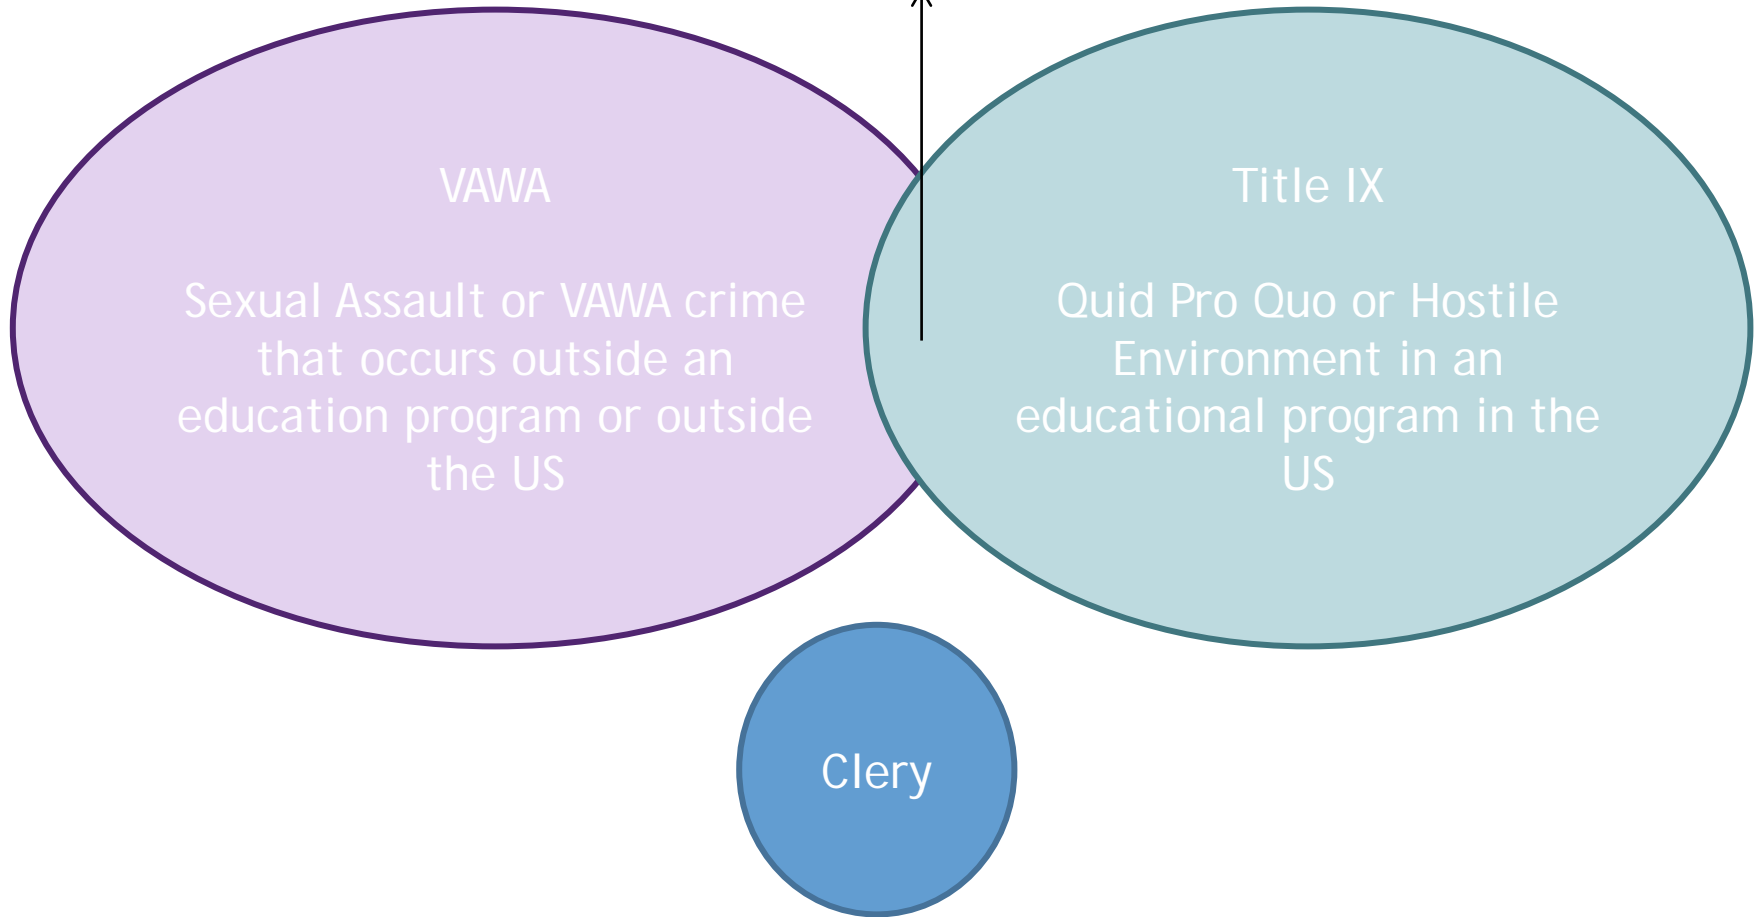 VAWA
Sexual Assault or VAWA crime
that occurs outside an
education program or outside
the US
Title IX
Quid Pro Quo or Hostile
Environment in an
educational program in the
US
Clery